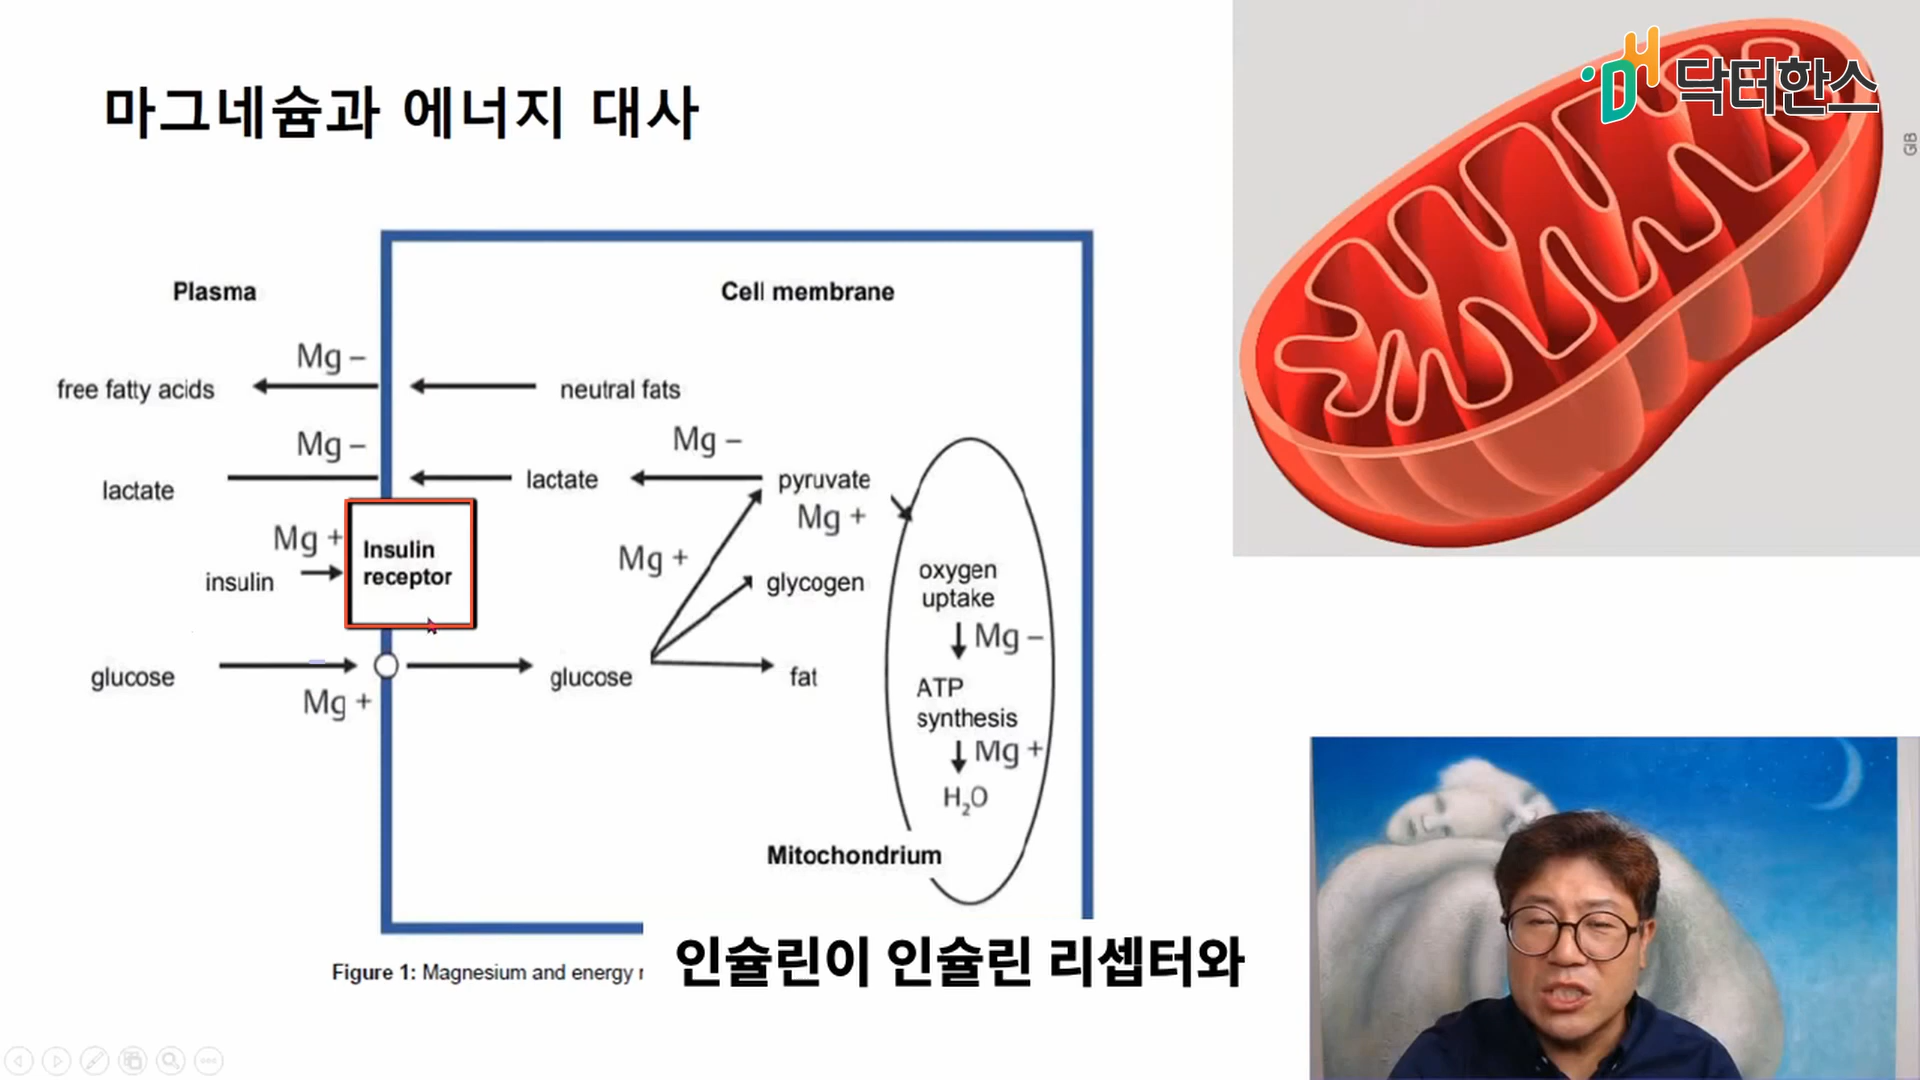 닥터한스
GIB
마그네슘과 에너지 대사
Plasma
Cell membrane
Mg –
free fatty acids
neutral fats
Mg –
Mg –
lactate
lactate
pyruvate
Mg +
Mg +
Insulin
receptor
insulin
Mg +
glycogen
oxygen
uptake
Mg –
glucose
Mg +
glucose
fat
ATP
synthesis
Mg +
H₂O
Mitochondrium
Figure 1: Magnesium and energy
인슐린이 인슐린 리셉터와